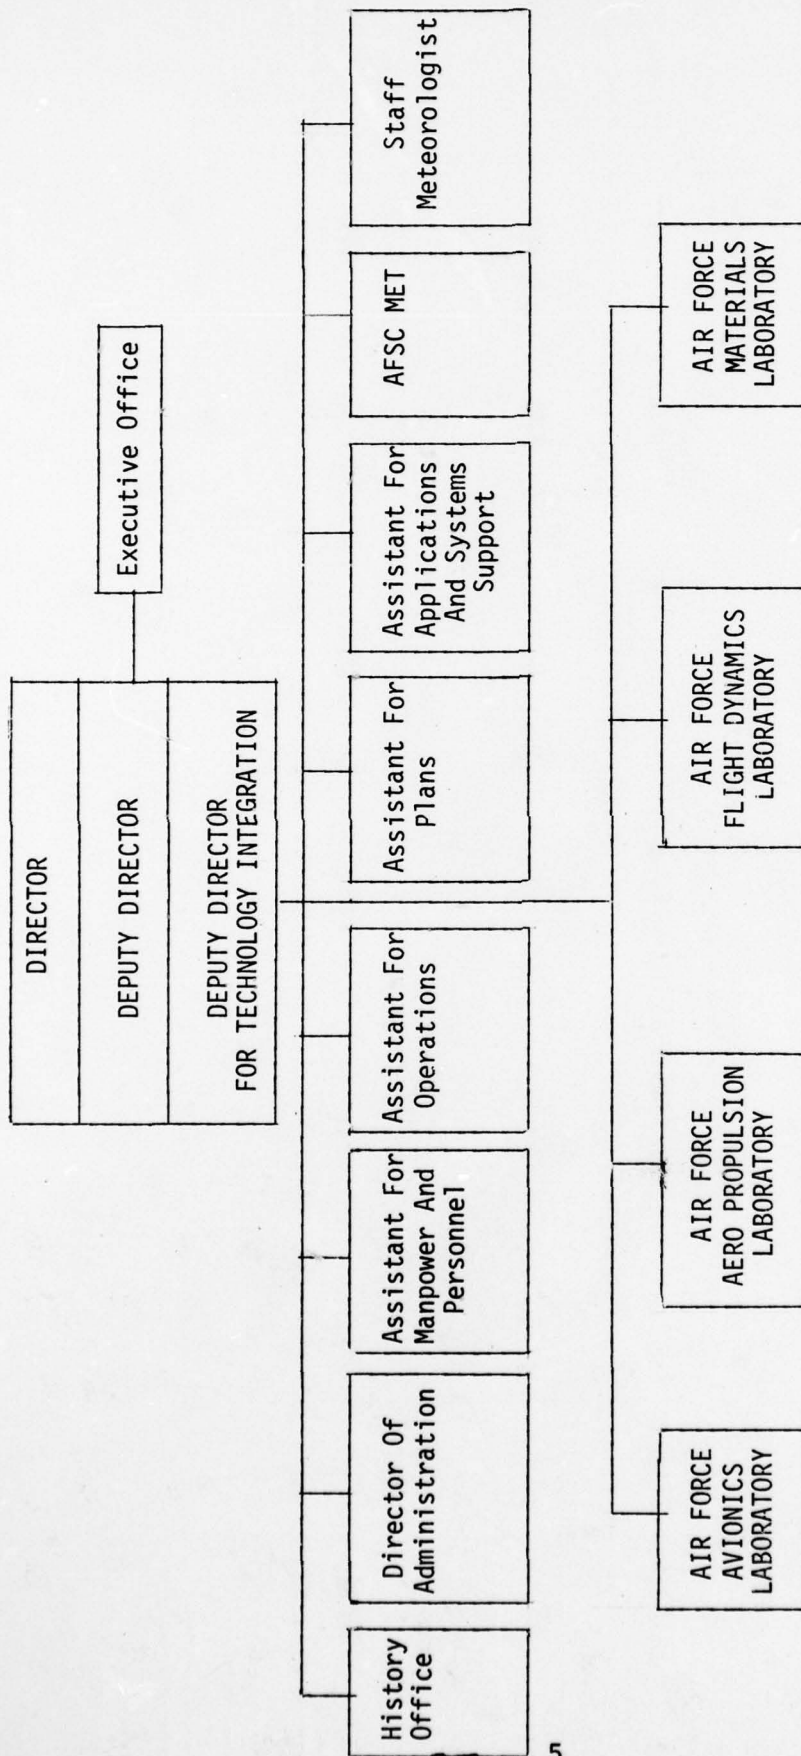 DIRECTOR
DEPUTY DIRECTOR
DEPUTY DIRECTOR
FOR TECHNOLOGY INTEGRATION
Executive Office
History
Office
Director Of
Administration
Assistant For
Manpower And
Personnel
Assistant For
Operations
Assistant For
Plans
Assistant For
Applications
And Systems
Support
AFSC MET
Staff
Meteorologist
AIR FORCE
AVIONICS
LABORATORY
AIR FORCE
AERO PROPULSION
LABORATORY
AIR FORCE
FLIGHT DYNAMICS
LABORATORY
AIR FORCE
MATERIALS
LABORATORY
5